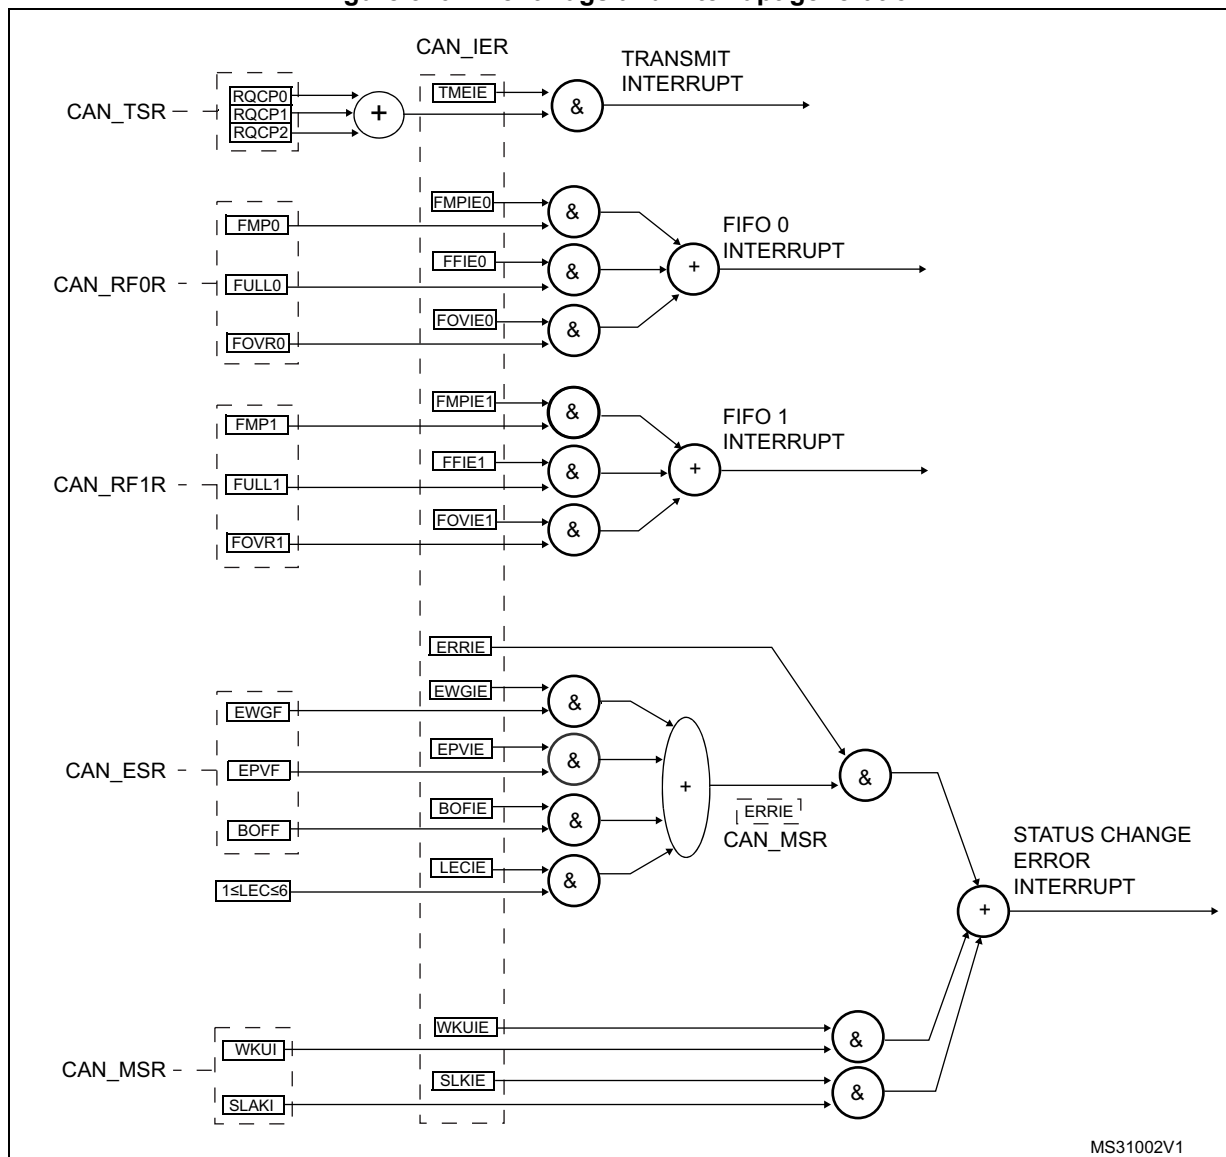 CAN_IER
TRANSMIT
INTERRUPT
CAN_TSR
RQCP0
RQCP1
RQCP2
+
TMEIE
&
CAN_RF0R
FMP0
FULL0
FOVR0
FMPIE0
FFIE0
FOVIE0
&
&
&
+
FIFO 0
INTERRUPT
CAN_RF1R
FMP1
FULL1
FOVR1
FMPIE1
FFIE1
FOVIE1
&
&
&
+
FIFO 1
INTERRUPT
ERRIE
CAN_ESR
EWGF
EPVF
BOFF
1≤LEC≤6
EWGIE
EPVIE
BOFIE
LECIE
&
&
&
&
+
ERRIE
CAN_MSR
&
STATUS CHANGE
ERROR
INTERRUPT
+
CAN_MSR
WKUI
SLAKI
WKUIE
SLKIE
&
&
MS31002V1